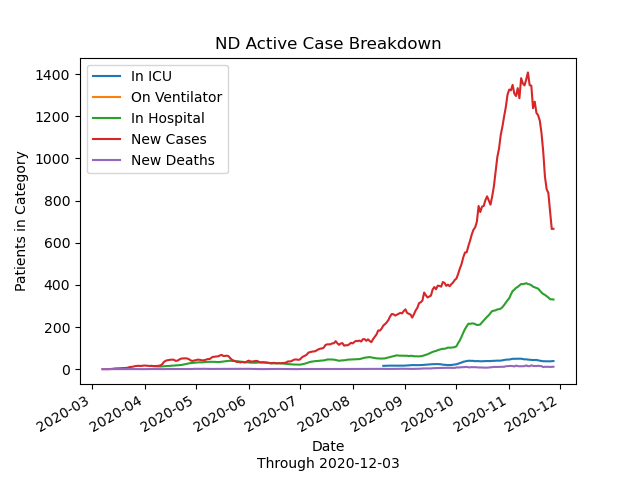 ND Active Case Breakdown
In ICU
On Ventilator
In Hospital
New Cases
New Deaths
Patients in Category
1400
1200
1000
800
600
400
200
0
2020-03
2020-04
2020-05
2020-06
2020-07
2020-08
2020-09
2020-10
2020-11
2020-12
Date
Through 2020-12-03